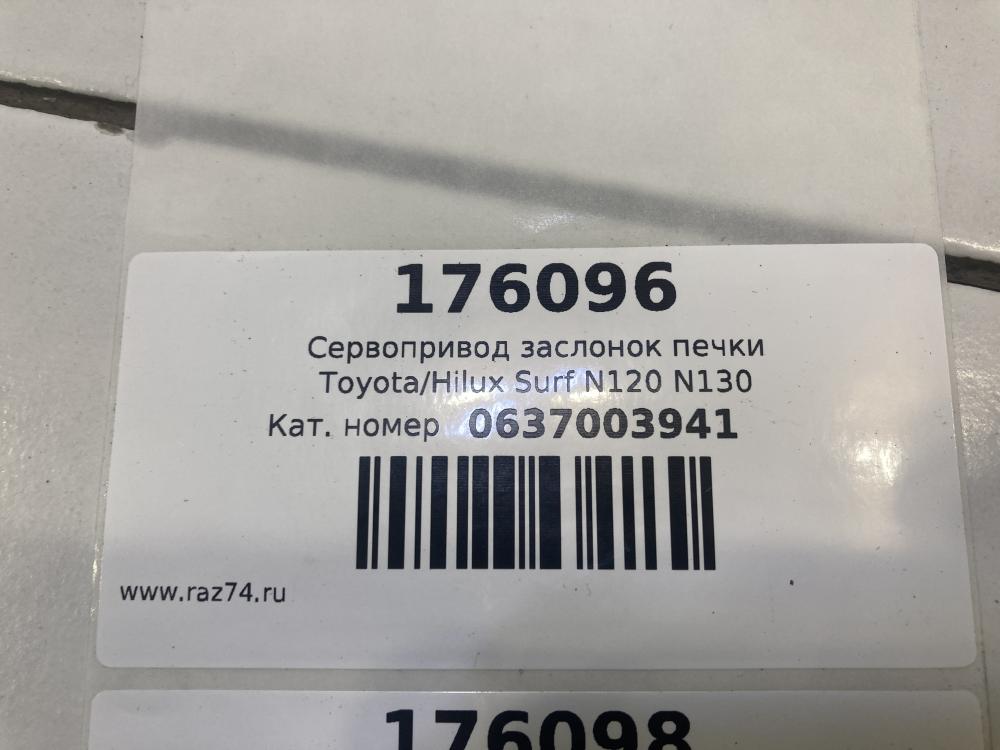 176096
Сервопривод заслонок печки
Toyota/Hilux Surf N120 N130
Кат. номер 0637003941
www.raz74.ru
176098